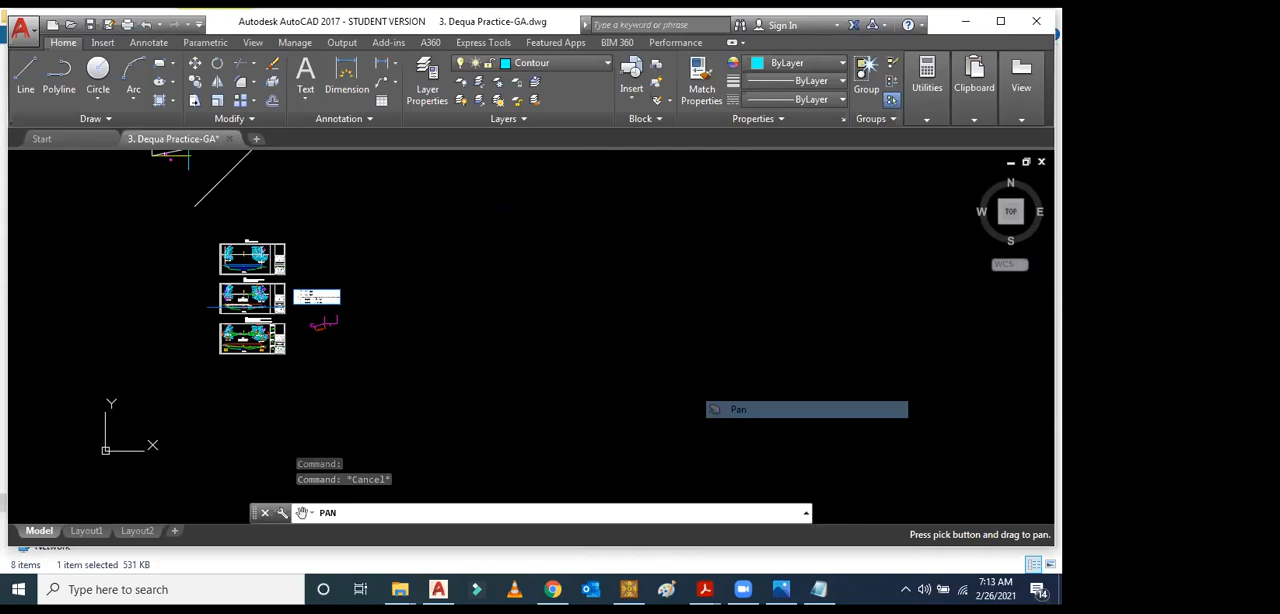 Autodesk AutoCAD 2017 - STUDENT VERSION 3. Dequa Practice-GA.dwg
Type a keyword or phrase
Sign In
Home Insert Annotate Parametric View Manage Output Add-ins A360 Express Tools Featured Apps BIM 360 Performance
Line Polyline Circle Arc
Text Dimension
Layer Properties
Contour
Insert
Match Properties
ByLayer
ByLayer
ByLayer
Group
Utilities
Clipboard
View
Draw Modify Annotation Layers Block Properties Groups
Start 3. Dequa Practice-GA*
N
W TOP E
S
WCS
Pan
Y
X
Command:
Command: *Cancel*
PAN
Model Layout1 Layout2
Press pick button and drag to pan.
Network
8 items 1 item selected 531 KB
Type here to search
7:13 AM
2/26/2021
14